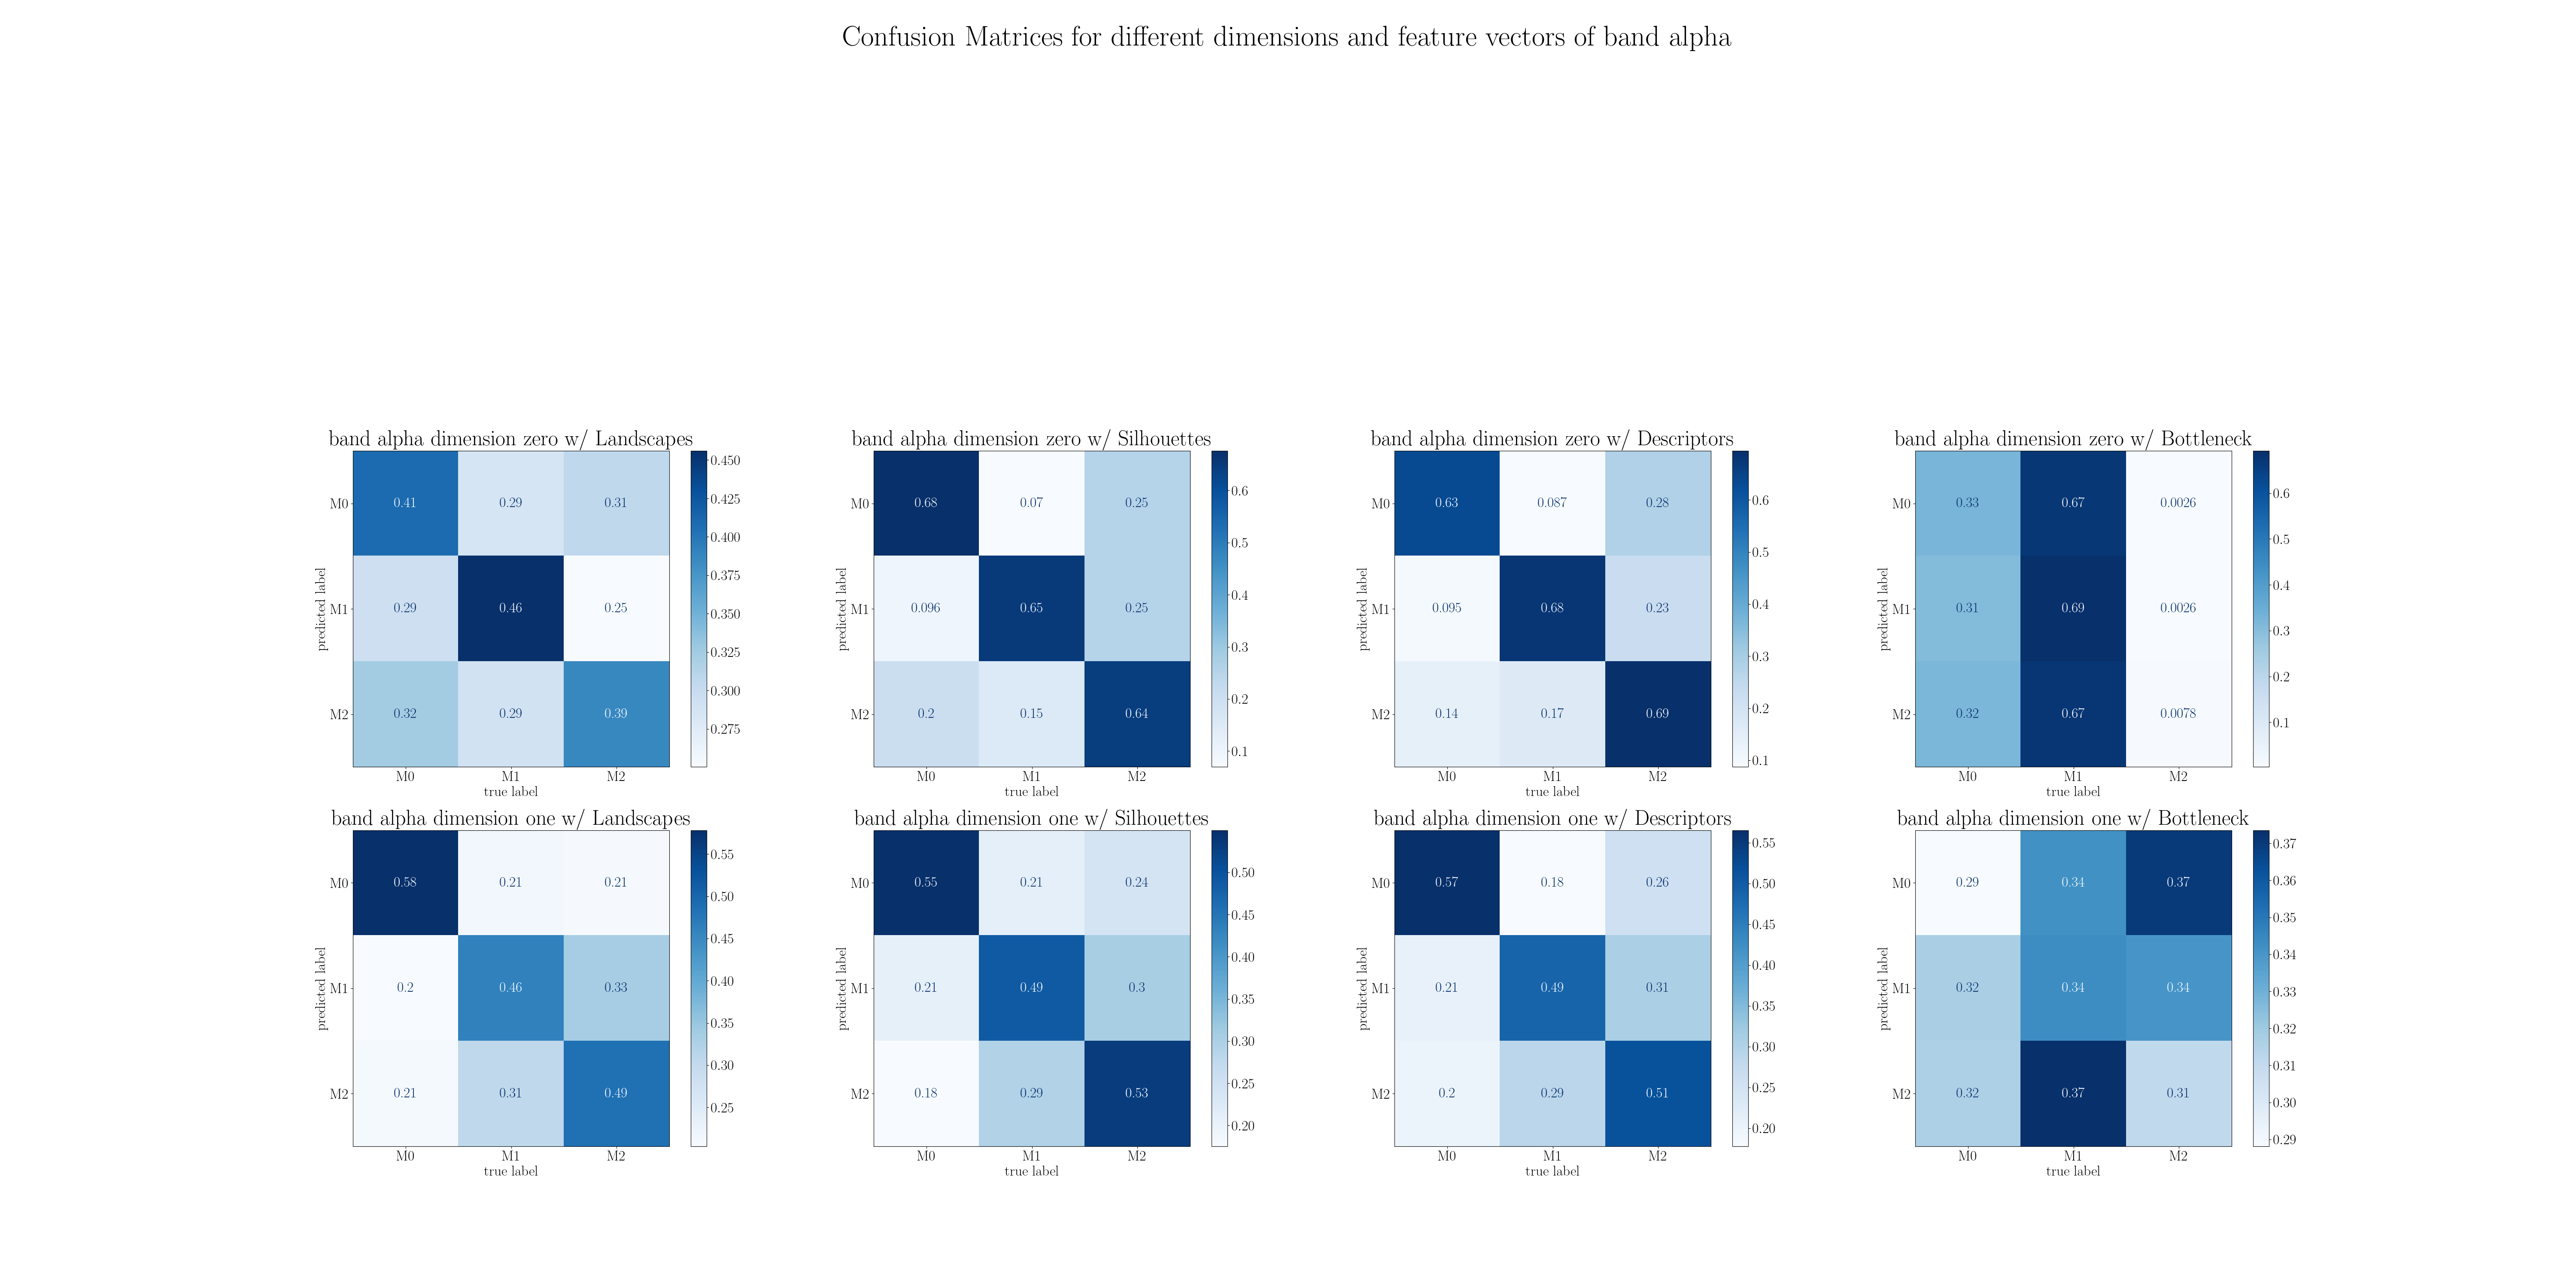 Confusion Matrices for different dimensions and feature vectors of band alpha
band alpha dimension zero w/ Landscapes
predicted label
M0 0.41 0.29 0.31
M1 0.29 0.46 0.25
M2 0.32 0.29 0.39
M0 M1 M2
true label
0.450
0.425
0.400
0.375
0.350
0.325
0.300
0.275
band alpha dimension zero w/ Silhouettes
predicted label
M0 0.68 0.07 0.25
M1 0.096 0.65 0.25
M2 0.2 0.15 0.64
M0 M1 M2
true label
0.6
0.5
0.4
0.3
0.2
0.1
band alpha dimension zero w/ Descriptors
predicted label
M0 0.63 0.087 0.28
M1 0.095 0.68 0.23
M2 0.14 0.17 0.69
M0 M1 M2
true label
0.6
0.5
0.4
0.3
0.2
0.1
band alpha dimension zero w/ Bottleneck
predicted label
M0 0.33 0.67 0.0026
M1 0.31 0.69 0.0026
M2 0.32 0.67 0.0078
M0 M1 M2
true label
0.6
0.5
0.4
0.3
0.2
0.1
band alpha dimension one w/ Landscapes
predicted label
M0 0.58 0.21 0.21
M1 0.2 0.46 0.33
M2 0.21 0.31 0.49
M0 M1 M2
true label
0.55
0.50
0.45
0.40
0.35
0.30
0.25
band alpha dimension one w/ Silhouettes
predicted label
M0 0.55 0.21 0.24
M1 0.21 0.49 0.3
M2 0.18 0.29 0.53
M0 M1 M2
true label
0.50
0.45
0.40
0.35
0.30
0.25
0.20
band alpha dimension one w/ Descriptors
predicted label
M0 0.57 0.18 0.26
M1 0.21 0.49 0.31
M2 0.2 0.29 0.51
M0 M1 M2
true label
0.55
0.50
0.45
0.40
0.35
0.30
0.25
0.20
band alpha dimension one w/ Bottleneck
predicted label
M0 0.29 0.34 0.37
M1 0.32 0.34 0.34
M2 0.32 0.37 0.31
M0 M1 M2
true label
0.37
0.36
0.35
0.34
0.33
0.32
0.31
0.30
0.29